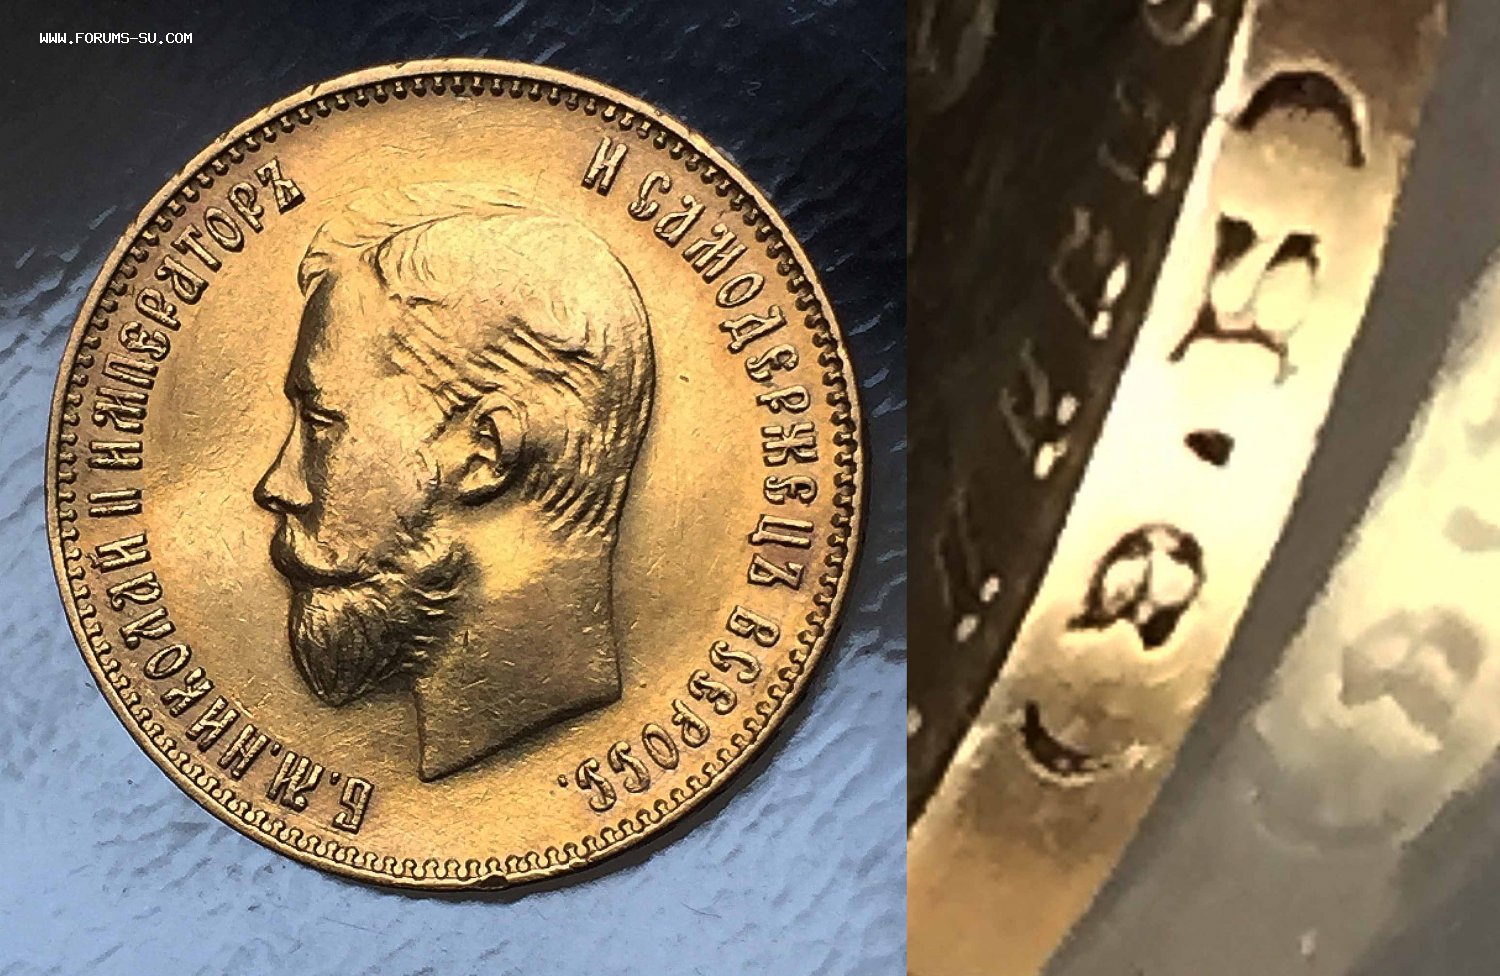 WWW.FORUMS-SU.COM
Б.М.НИКОЛАЙ II ИМПЕРАТОРЪ И САМОДЕРЖЕЦЪ ВСЕРОСС.